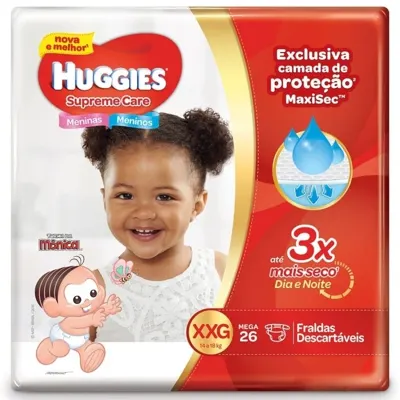 nova
e melhor
HUGGIES
Supreme Care
Meninas Meninos
Exclusiva
camada de
proteção
MaxiSec™
Turma da
Mônica
até 3x
mais seco
Dia e Noite
XXG
MEGA
26
Fraldas
Descartáveis